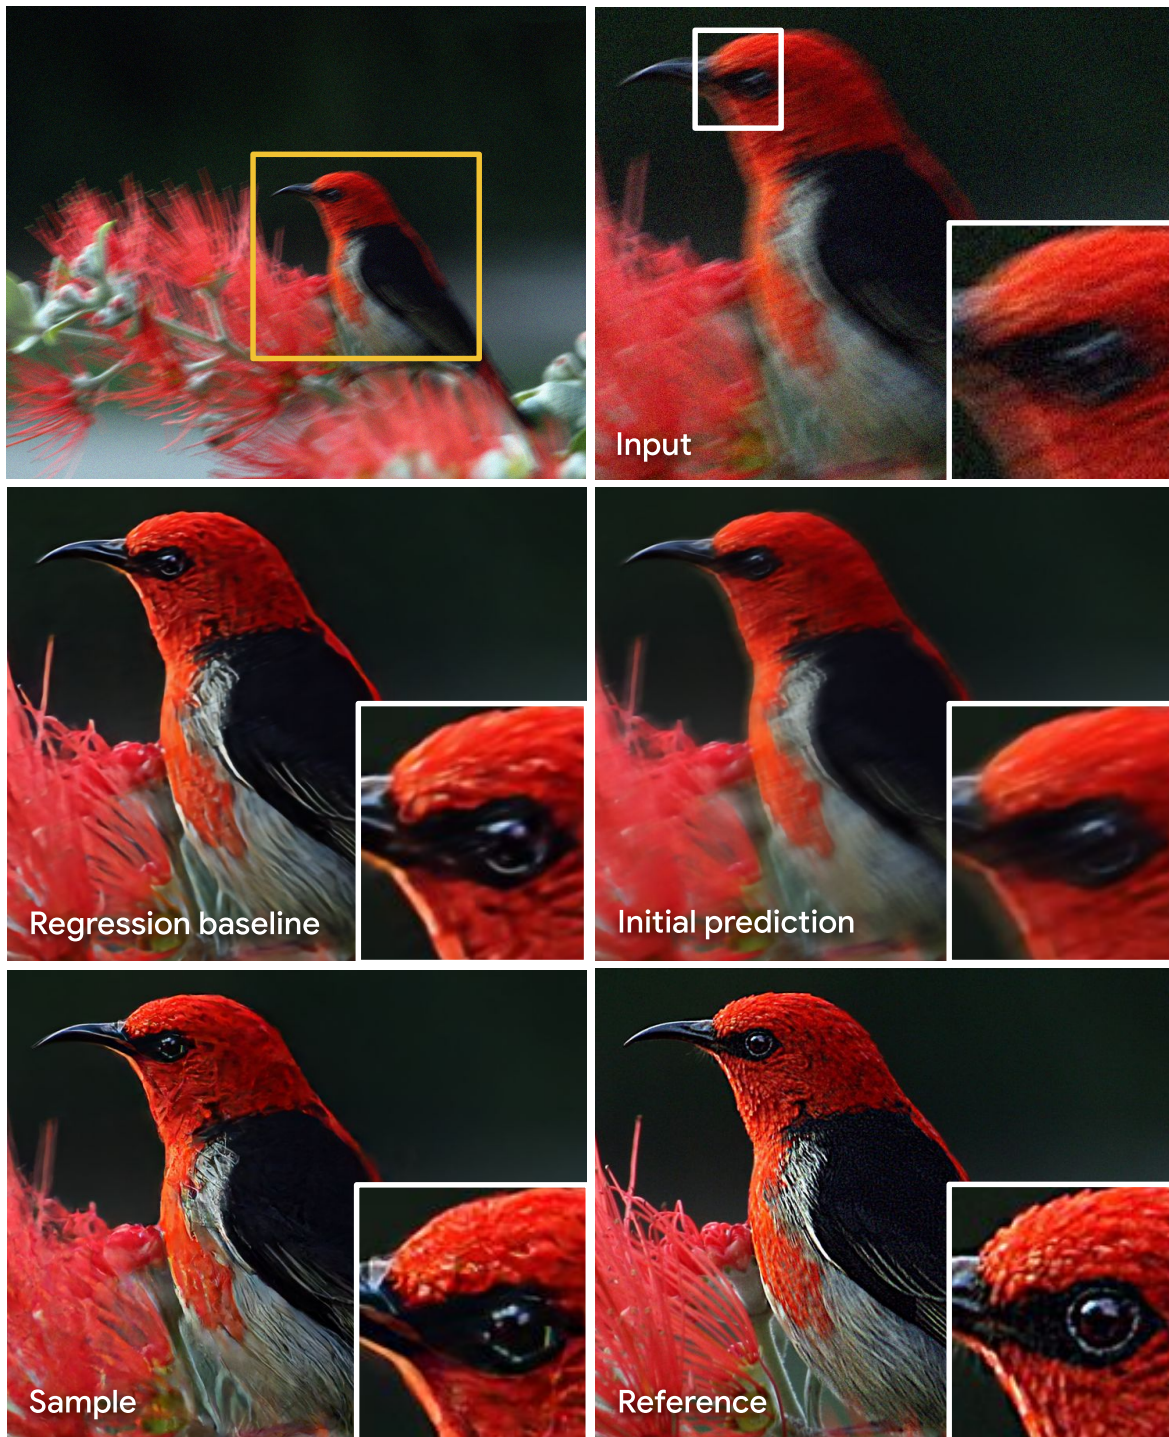 Input
Regression baseline
Initial prediction
Sample
Reference